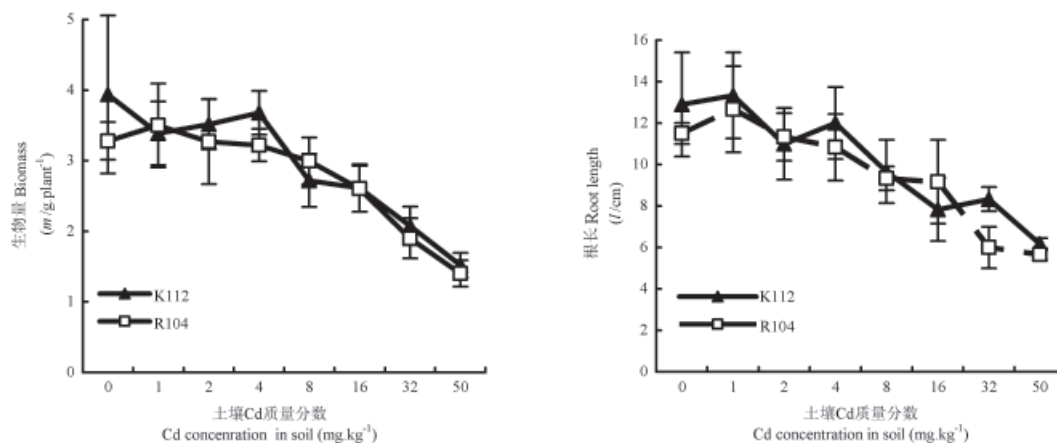 5
4
3
2
1
0
生物量 Biomass
(m/g.plant⁻¹)
K112
R104
0 1 2 4 8 16 32 50
土壤Cd质量分数
Cd concenration in soil (mg.kg⁻¹)
16
14
12
10
8
6
4
2
0
根长 Root length
(l/cm)
K112
R104
0 1 2 4 8 16 32 50
土壤Cd质量分数
Cd concentration in soil (mg.kg⁻¹)